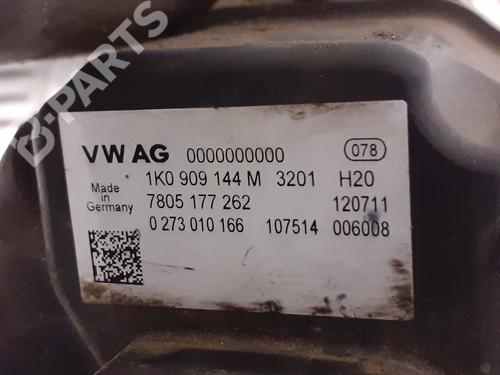 B-PARTS
VW AG 0000000000 078
1K0 909 144 M 3201 H20
Made in Germany 7805 177 262 120711
0 273 010 166 107514 006008